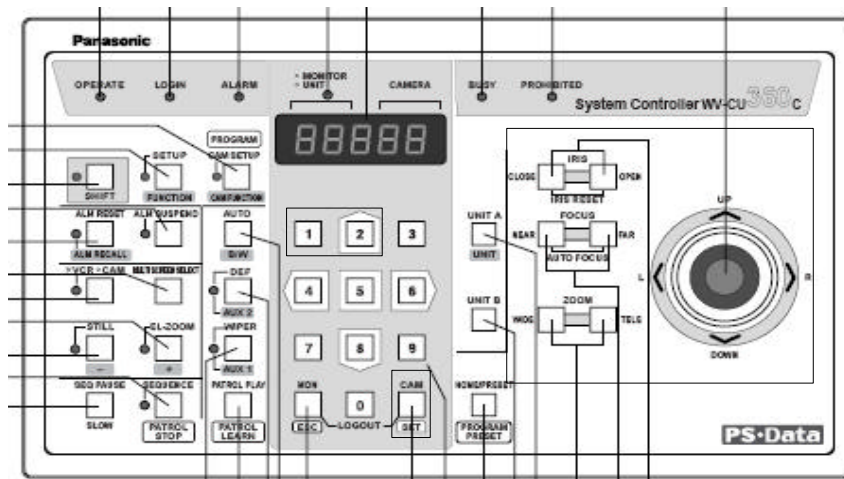 Panasonic
OPERATE LOGIN ALARM MONITOR CAMERA BUSY PROHIBITED
UNIT
System Controller WV-CU360C
88888
PROGRAM
SETUP CAM SETUP
SHIFT FUNCTION CAM FUNCTION
CLOSE IRIS OPEN
IRIS RESET
ALM RESET ALM SUSPEND AUTO
ALM RECALL B/W
1 2 3
UNIT A
UNIT
NEAR FOCUS FAR
AUTO FOCUS
UP
L R
DOWN
VCR CAM MULTI SCREEN SELECT DEF
AUX 2
4 5 6
UNIT B
WIDE ZOOM TELE
STILL EL-ZOOM WIPER
- + AUX 1
7 8 9
SEQ PAUSE SEQUENCE PATROL PLAY
SLOW PATROL STOP PATROL LEARN
MON 0 CAM
ESC LOGOUT SET
HOME/PRESET
PROGRAM PRESET
PS·Data